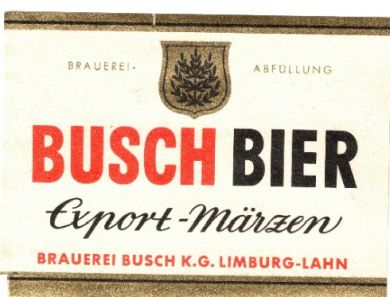 BRAUEREI- ABFÜLLUNG
BUSCH BIER
Export-Märzen
BRAUEREI BUSCH K.G. LIMBURG-LAHN